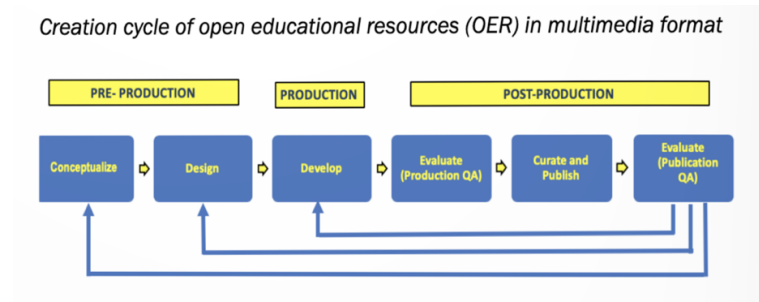 Creation cycle of open educational resources (OER) in multimedia format
PRE- PRODUCTION
PRODUCTION
POST-PRODUCTION
Conceptualize
Design
Develop
Evaluate
(Production QA)
Curate and
Publish
Evaluate
(Publication
QA)